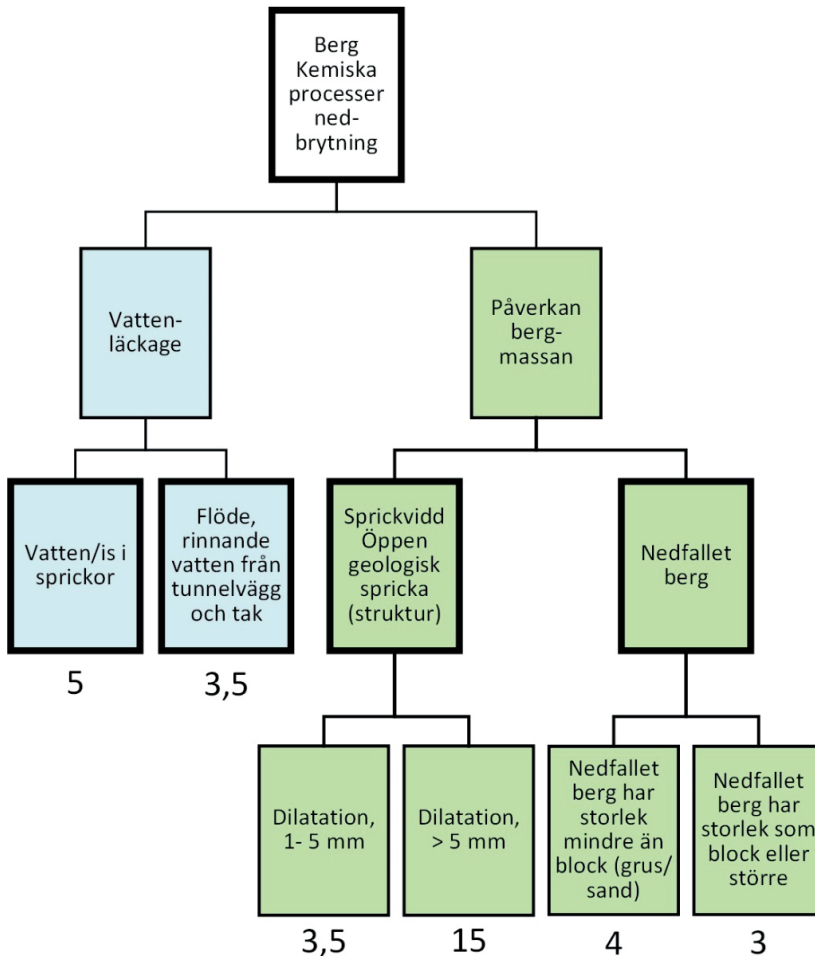 Berg
Kemiska
processer
ned-
brytning
Vatten-
läckage
Påverkan
berg-
massan
Vatten/is i
sprickor
Flöde,
rinnande
vatten från
tunnelvägg
och tak
Sprickvidd
Öppen
geologisk
spricka
(struktur)
Nedfallet
berg
5
3,5
Dilatation,
1- 5 mm
Dilatation,
> 5 mm
Nedfallet
berg har
storlek
mindre än
block (grus/
sand)
Nedfallet
berg har
storlek som
block eller
större
3,5
15
4
3